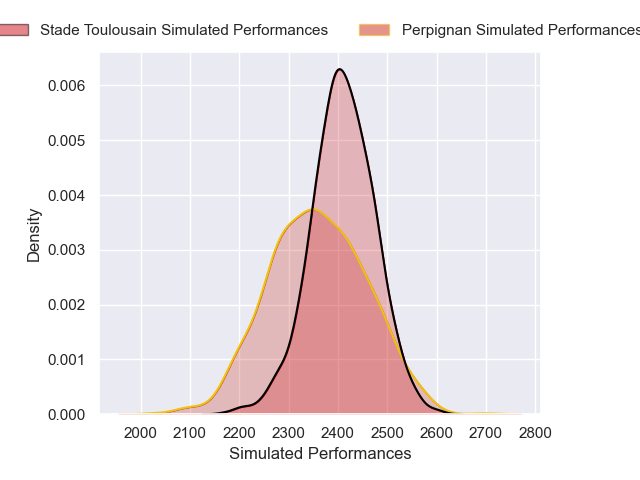 Stade Toulousain Simulated Performances Perpignan Simulated Performances
0.006
0.005
0.004
0.003
0.002
0.001
0.000
Density
2000 2100 2200 2300 2400 2500 2600 2700 2800
Simulated Performances